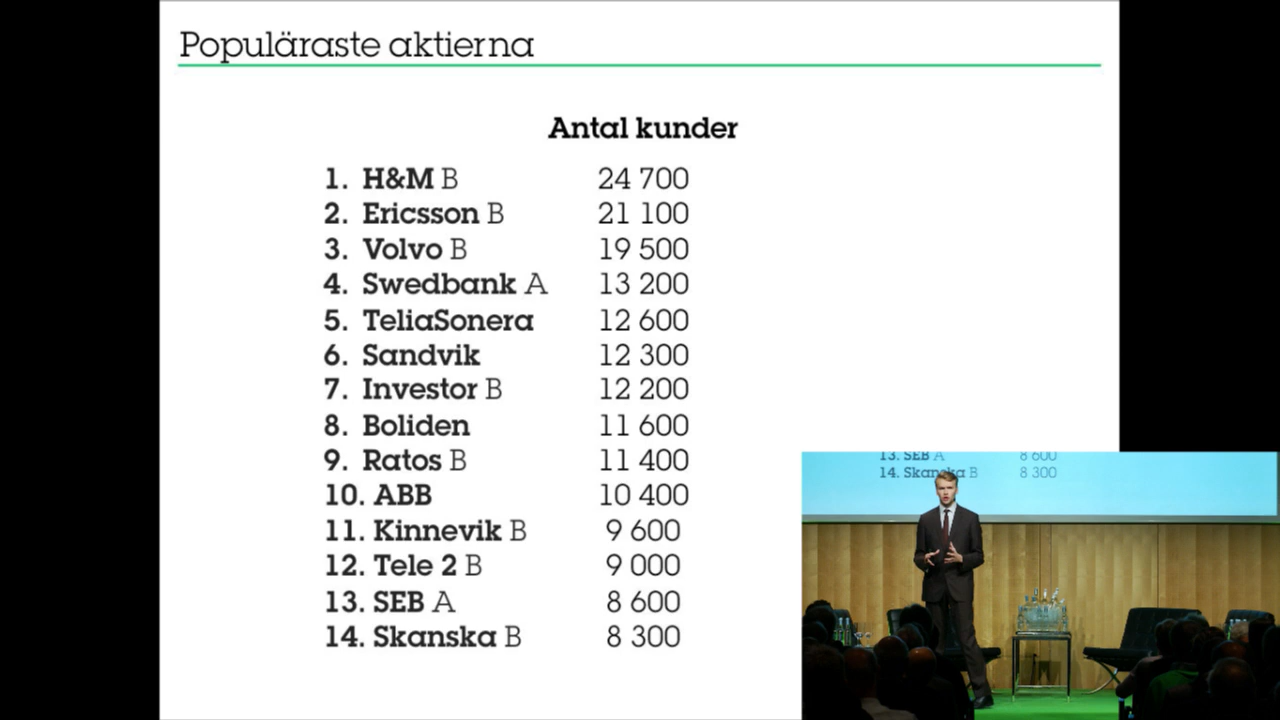 Populäraste aktierna
Antal kunder
1. H&M B 24 700
2. Ericsson B 21 100
3. Volvo B 19 500
4. Swedbank A 13 200
5. TeliaSonera 12 600
6. Sandvik 12 300
7. Investor B 12 200
8. Boliden 11 600
9. Ratos B 11 400
10. ABB 10 400
11. Kinnevik B 9 600
12. Tele 2 B 9 000
13. SEB A 8 600
14. Skanska B 8 300
13. SEB A 8 600
14. Skanska B 8 300